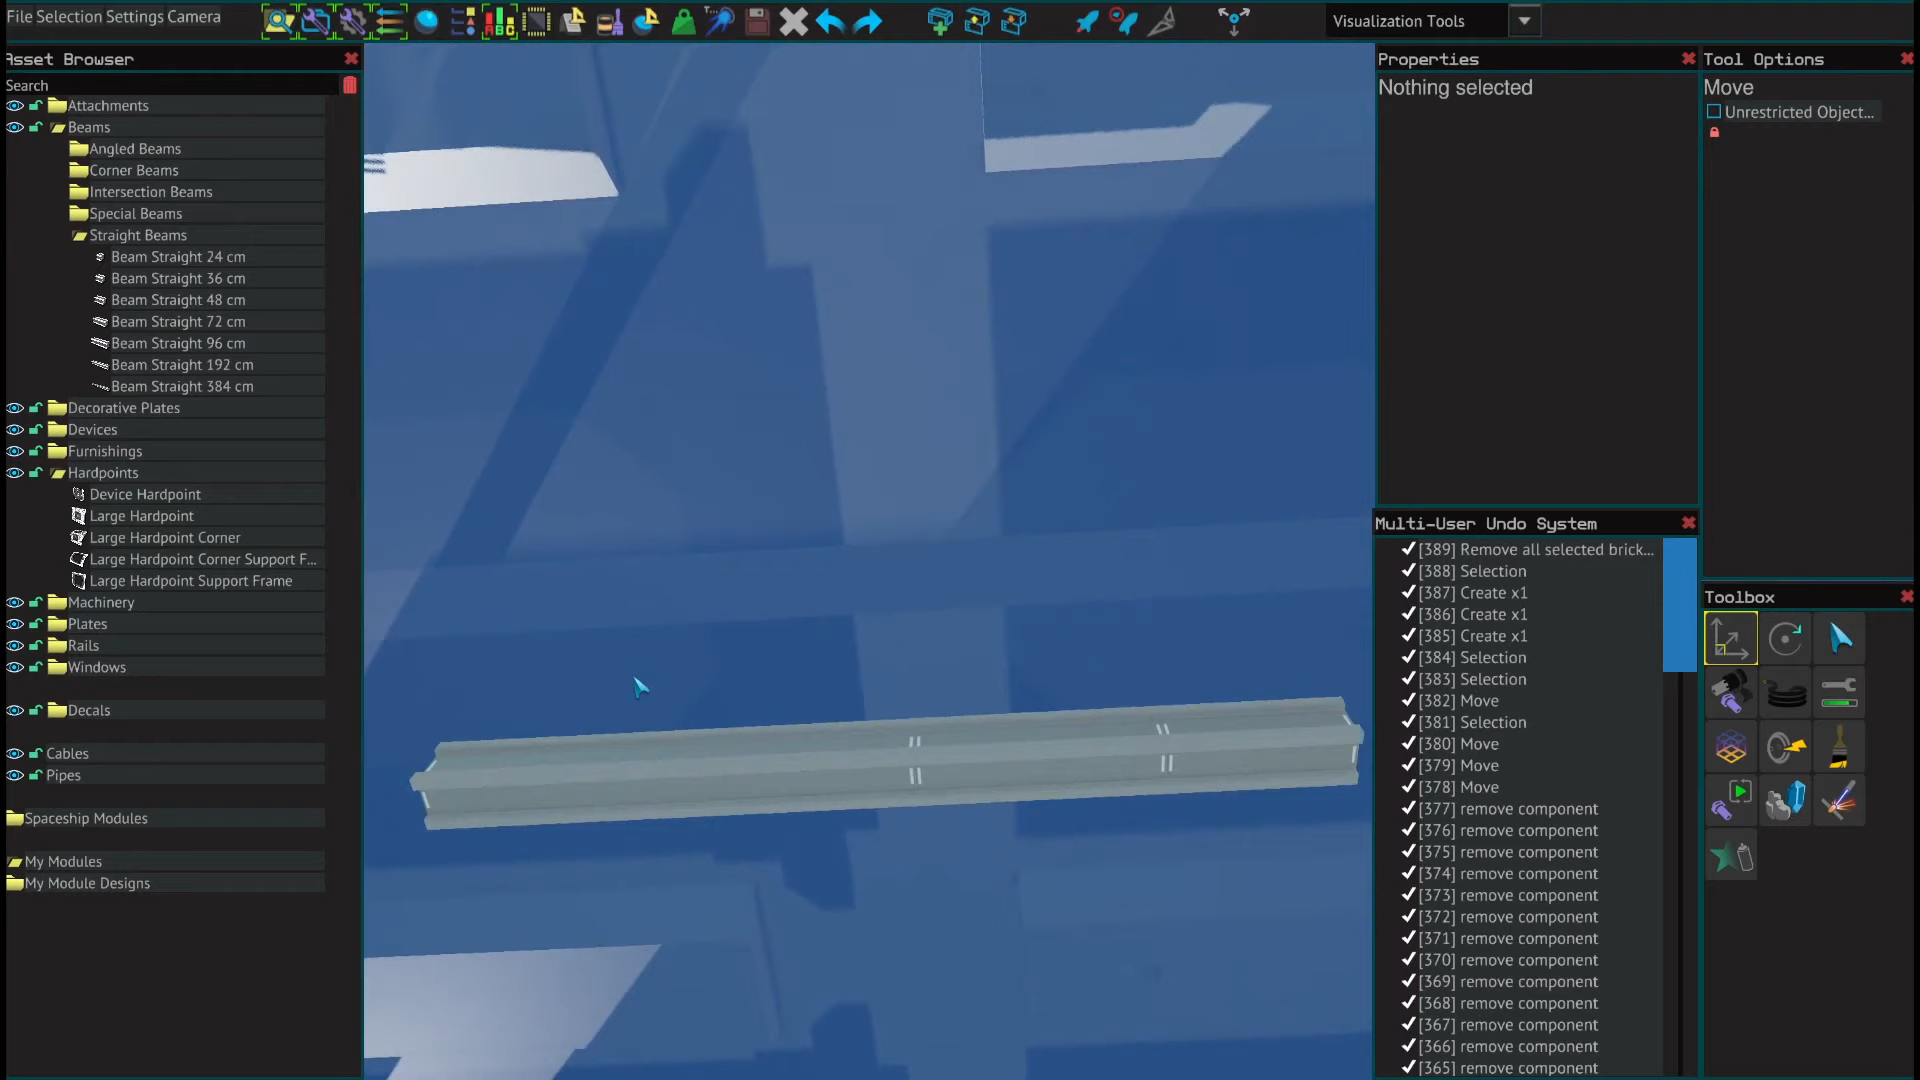 File Selection Settings Camera
ABC
Visualization Tools
Asset Browser
Search
Attachments
Beams
Angled Beams
Corner Beams
Intersection Beams
Special Beams
Straight Beams
Beam Straight 24 cm
Beam Straight 36 cm
Beam Straight 48 cm
Beam Straight 72 cm
Beam Straight 96 cm
Beam Straight 192 cm
Beam Straight 384 cm
Decorative Plates
Devices
Furnishings
Hardpoints
Device Hardpoint
Large Hardpoint
Large Hardpoint Corner
Large Hardpoint Corner Support F...
Large Hardpoint Support Frame
Machinery
Plates
Rails
Windows
Decals
Cables
Pipes
Spaceship Modules
My Modules
My Module Designs
Properties
Nothing selected
Tool Options
Move
Unrestricted Object...
Multi-User Undo System
[389] Remove all selected brick...
[388] Selection
[387] Create x1
[386] Create x1
[385] Create x1
[384] Selection
[383] Selection
[382] Move
[381] Selection
[380] Move
[379] Move
[378] Move
[377] remove component
[376] remove component
[375] remove component
[374] remove component
[373] remove component
[372] remove component
[371] remove component
[370] remove component
[369] remove component
[368] remove component
[367] remove component
[366] remove component
[365] remove component
Toolbox